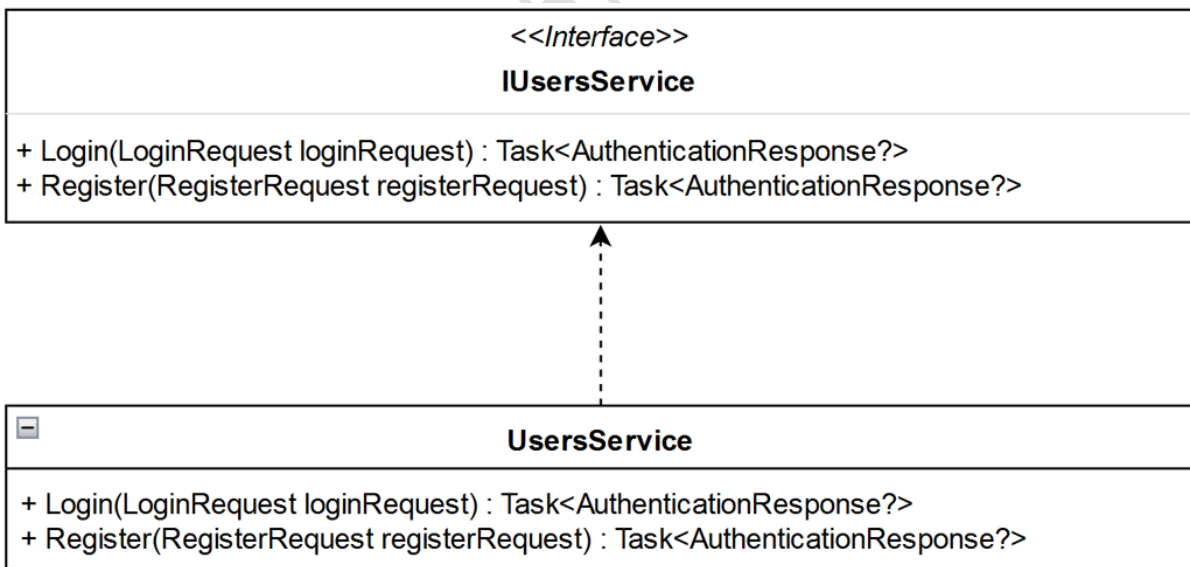 <<Interface>>
IUsersService
+ Login(LoginRequest loginRequest) : Task<AuthenticationResponse?>
+ Register(RegisterRequest registerRequest) : Task<AuthenticationResponse?>
UsersService
+ Login(LoginRequest loginRequest) : Task<AuthenticationResponse?>
+ Register(RegisterRequest registerRequest) : Task<AuthenticationResponse?>